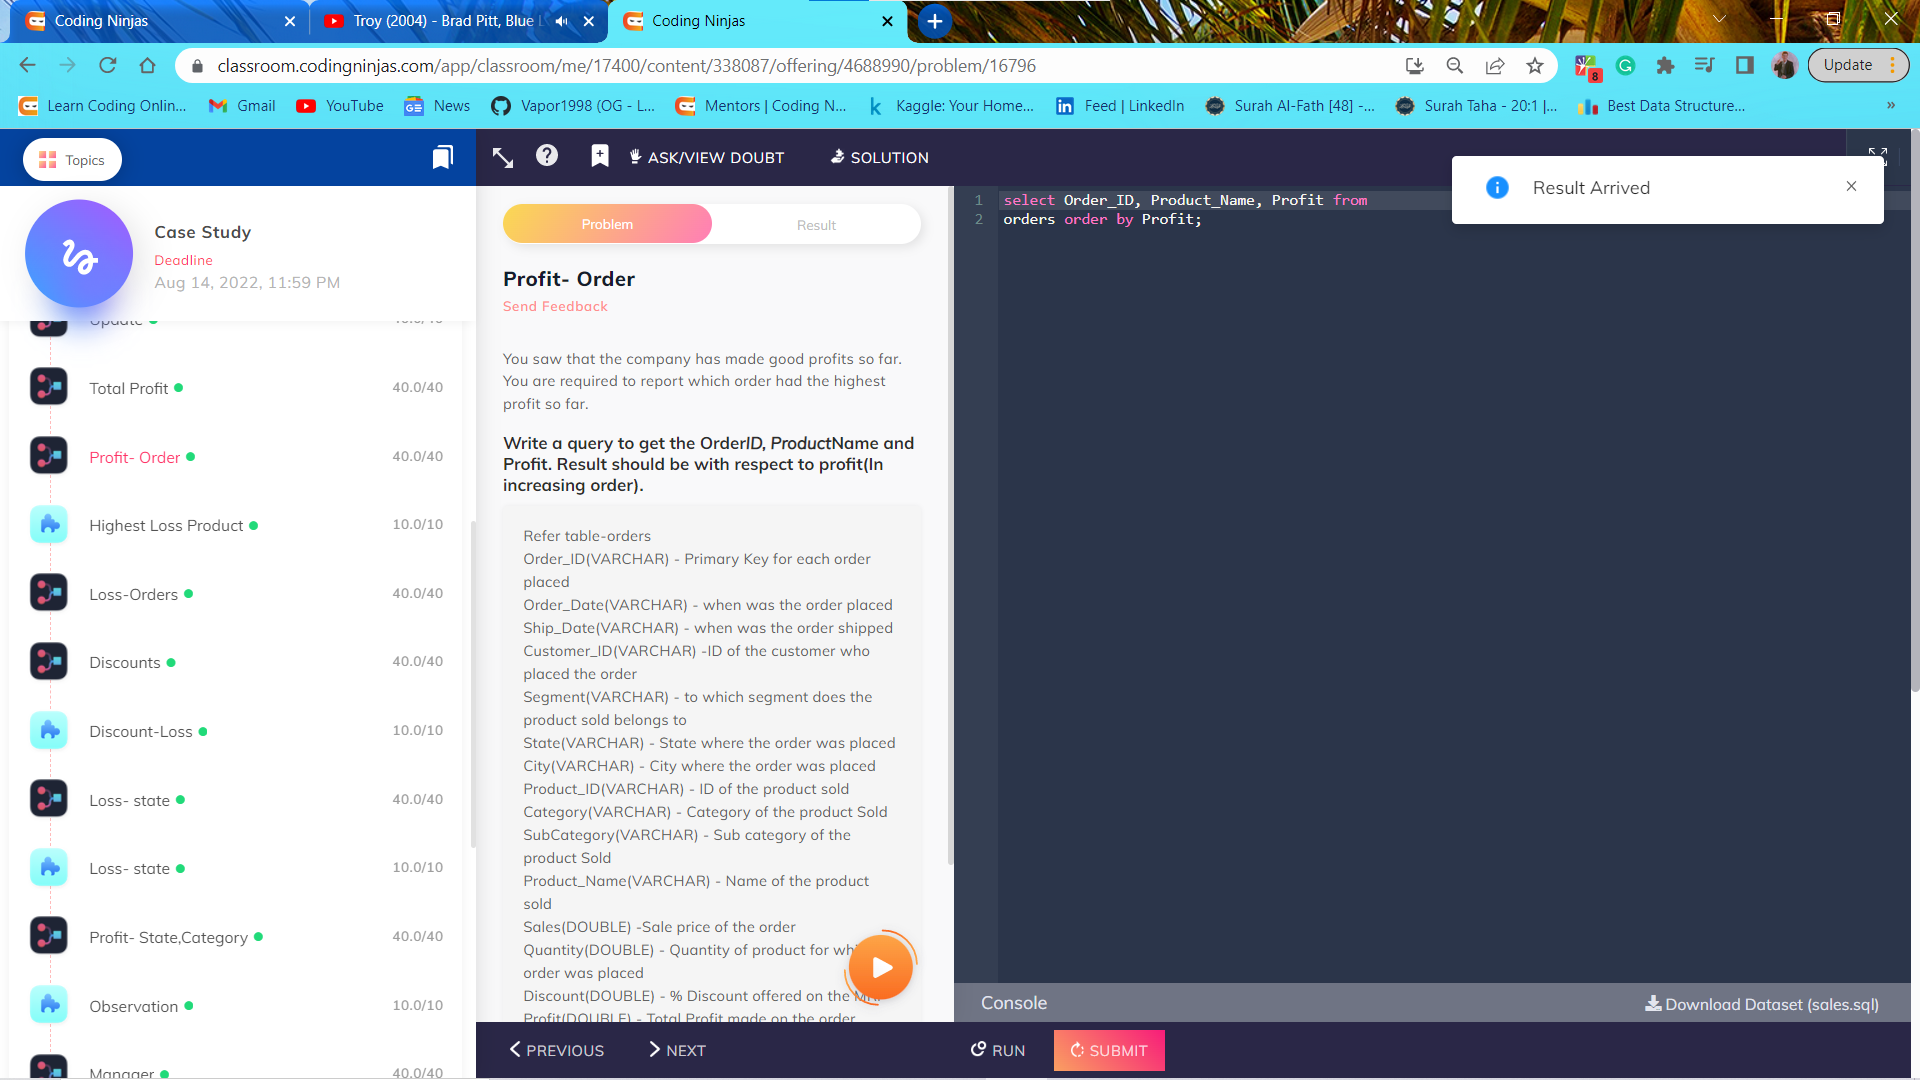 Coding Ninjas
Troy (2004) - Brad Pitt, Blue L
Coding Ninjas
classroom.codingninjas.com/app/classroom/me/17400/content/338087/offering/4688990/problem/16796
8
Update
Learn Coding Onlin...
Gmail
YouTube
News
Vapor1998 (OG - L...
Mentors | Coding N...
Kaggle: Your Home...
Feed | LinkedIn
Surah Al-Fath [48] -...
Surah Taha - 20:1 |...
Best Data Structure...
»
Topics
ASK/VIEW DOUBT
SOLUTION
Result Arrived
Case Study
Deadline
Aug 14, 2022, 11:59 PM
Update
Total Profit 40.0/40
Profit- Order 40.0/40
Highest Loss Product 10.0/10
Loss-Orders 40.0/40
Discounts 40.0/40
Discount-Loss 10.0/10
Loss- state 40.0/40
Loss- state 10.0/10
Profit- State,Category 40.0/40
Observation 10.0/10
Manager 40.0/40
Problem
Result
Profit- Order
Send Feedback
You saw that the company has made good profits so far.
You are required to report which order had the highest
profit so far.
Write a query to get the OrderID, ProductName and
Profit. Result should be with respect to profit(In
increasing order).
Refer table-orders
Order_ID(VARCHAR) - Primary Key for each order
placed
Order_Date(VARCHAR) - when was the order placed
Ship_Date(VARCHAR) - when was the order shipped
Customer_ID(VARCHAR) -ID of the customer who
placed the order
Segment(VARCHAR) - to which segment does the
product sold belongs to
State(VARCHAR) - State where the order was placed
City(VARCHAR) - City where the order was placed
Product_ID(VARCHAR) - ID of the product sold
Category(VARCHAR) - Category of the product Sold
SubCategory(VARCHAR) - Sub category of the
product Sold
Product_Name(VARCHAR) - Name of the product
sold
Sales(DOUBLE) -Sale price of the order
Quantity(DOUBLE) - Quantity of product for
order was placed
Discount(DOUBLE) - % Discount offered on the
Profit(DOUBLE) - Total Profit made on the order
1 select Order_ID, Product_Name, Profit from
2 orders order by Profit;
Console
Download Dataset (sales.sql)
PREVIOUS
NEXT
RUN
SUBMIT